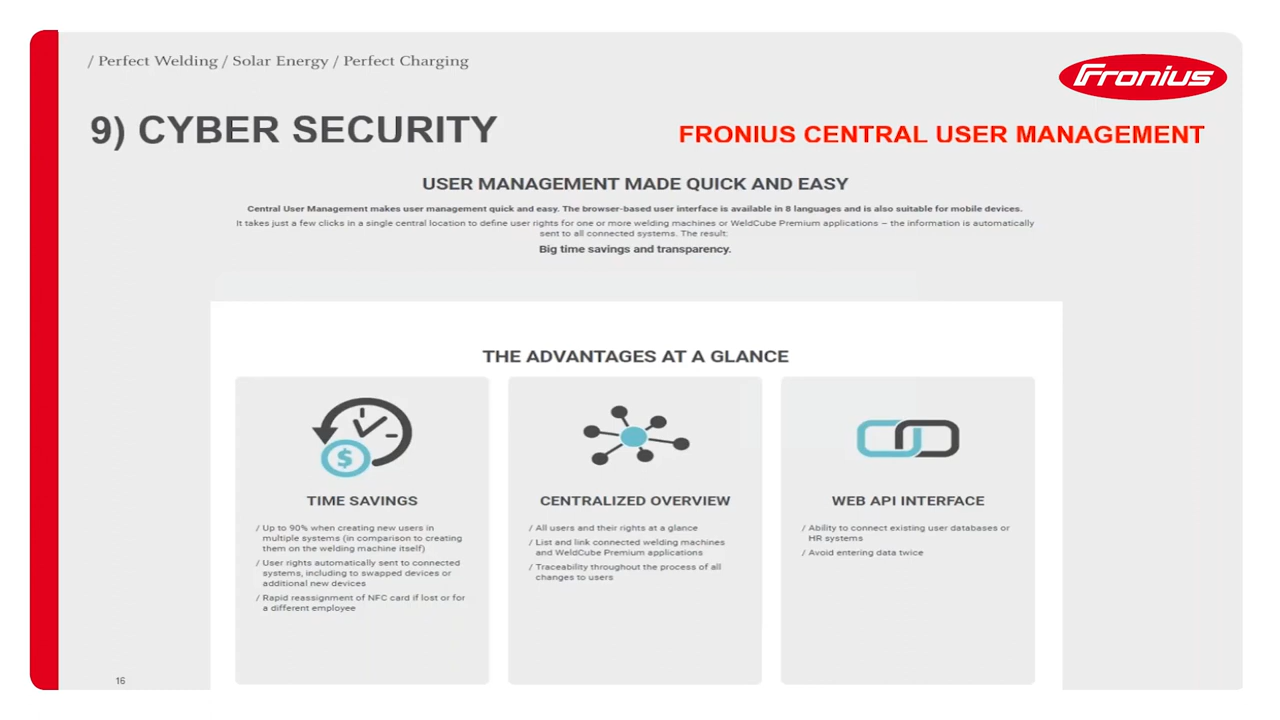 / Perfect Welding / Solar Energy / Perfect Charging
Fronius
9) CYBER SECURITY
FRONIUS CENTRAL USER MANAGEMENT
USER MANAGEMENT MADE QUICK AND EASY
Central User Management makes user management quick and easy. The browser-based user interface is available in 8 languages and is also suitable for mobile devices.
It takes just a few clicks in a single central location to define user rights for one or more welding machines or WeldCube Premium applications – the information is automatically
sent to all connected systems. The result:
Big time savings and transparency.
THE ADVANTAGES AT A GLANCE
$
TIME SAVINGS
/ Up to 90% when creating new users in
multiple systems (in comparison to creating
them on the welding machine itself)
/ User rights automatically sent to connected
systems, including to swapped devices or
additional new devices
/ Rapid reassignment of NFC card if lost or for
a different employee
CENTRALIZED OVERVIEW
/ All users and their rights at a glance
/ List and link connected welding machines
and WeldCube Premium applications
/ Traceability throughout the process of all
changes to users
WEB API INTERFACE
/ Ability to connect existing user databases or
HR systems
/ Avoid entering data twice
16